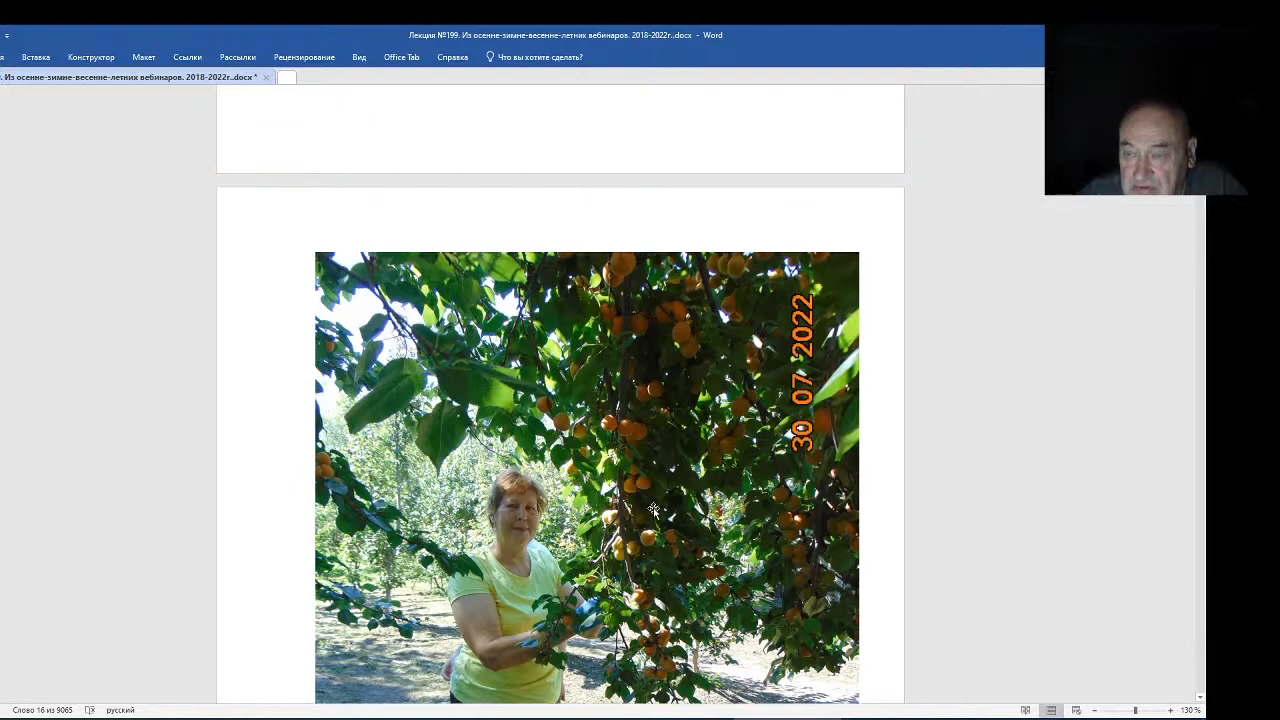 Лекция №199. Из осенне-зимне-весенне-летних вебинаров. 2018-2022г..docx - Word
Вставка Конструктор Макет Ссылки Рассылки Рецензирование Вид Office Tab Справка Что вы хотите сделать?
. Из осенне-зимне-весенне-летних вебинаров. 2018-2022г..docx *
30 07 2022
Слово 16 из 9065 русский 130 %